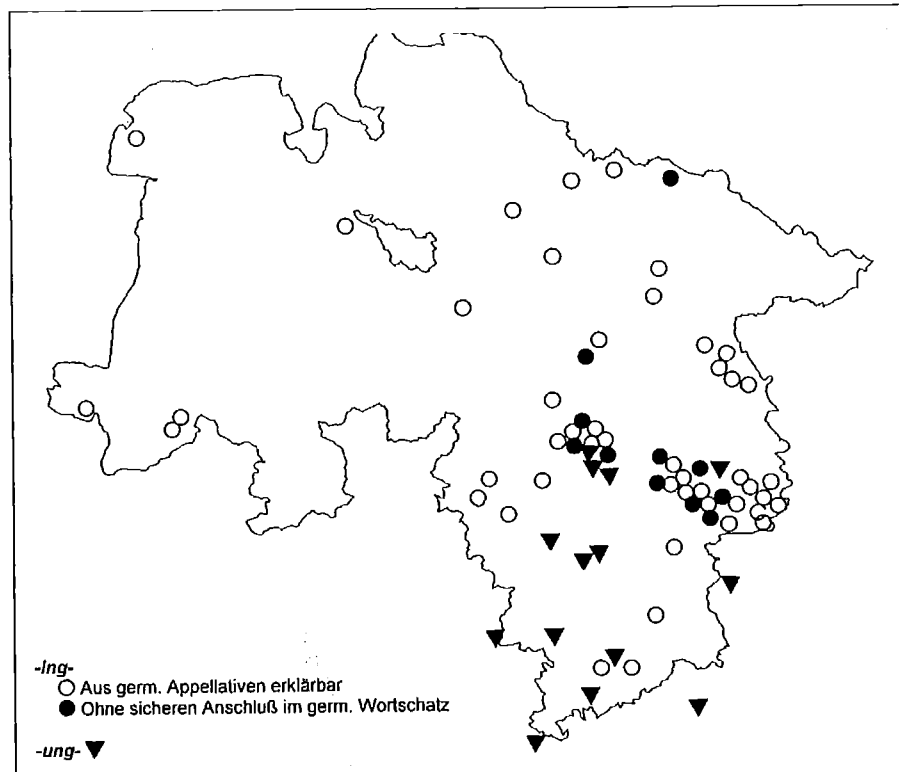 -ing-
Aus germ. Appellativen erklärbar
Ohne sicheren Anschluß im germ. Wortschatz
-ung-